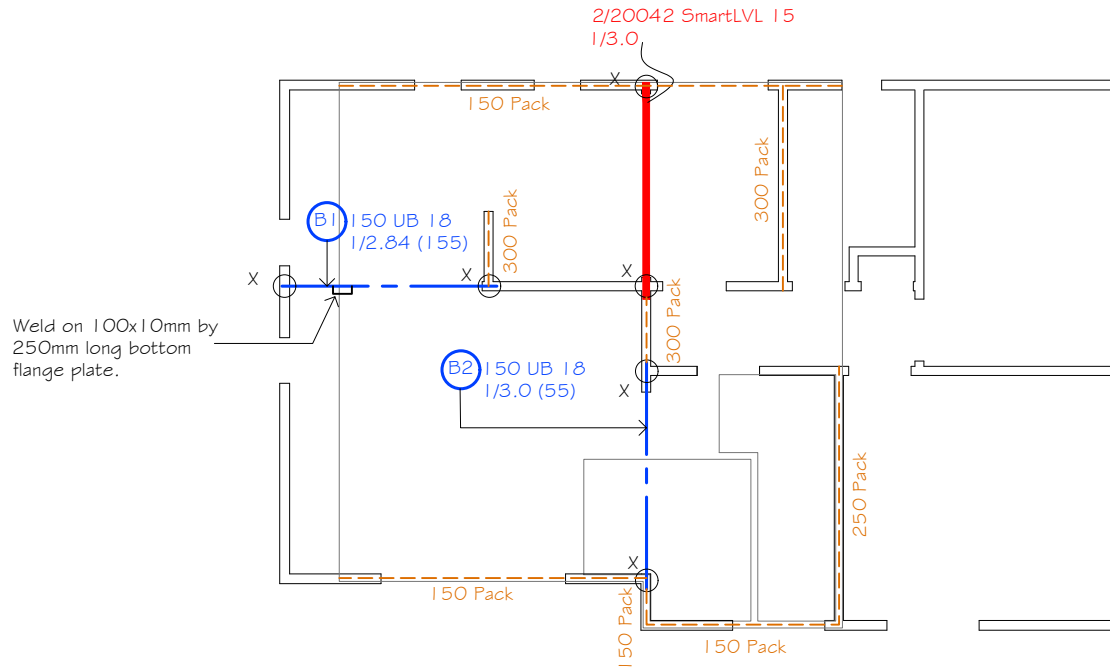 2/20042 SmartLVL 15
1/3.0
X
150 Pack
300 Pack
B1
150 UB 18
1/2.84 (155)
300 Pack
X
X
X
Weld on 100x10mm by
250mm long bottom
flange plate.
300 Pack
B2
150 UB 18
1/3.0 (55)
X
250 Pack
X
150 Pack
150 Pack
150 Pack